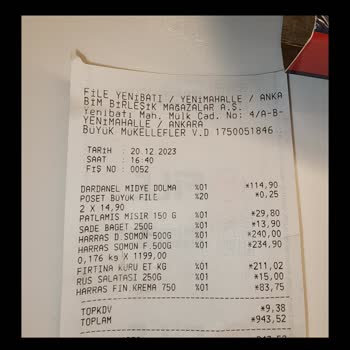 FİLE YENİBATI / YENİMAHALLE / ANKA
BİM BİRLEŞİK MAĞAZALAR A.Ş.
Yenibatı Mah. Mülk Cad. No: 4/A-B-
YENİMAHALLE / ANKARA
BÜYÜK MÜKELLEFLER V.D 1750051846
TARİH : 20.12.2023
SAAT : 16:40
FİŞ NO : 0052
DARDANEL MİDYE DOLMA %01 *114,90
POŞET BÜYÜK FİLE %20 *0,25
2 X 14,90
PATLAMIŞ MISIR 150 G %01 *29,80
SADE BAGET 250G %01 *13,90
HARRAS D.SOMON 500G %01 *240,00
HARRAS SOMON F.500G %01 *234,90
0,176 kg X 1199,00
FIRTINA KURU ET KG %01 *211,02
RUS SALATASI 250G %01 *15,00
HARRAS FIN.KREMA 750 %01 *83,75
TOPKDV *9,38
TOPLAM *943,52